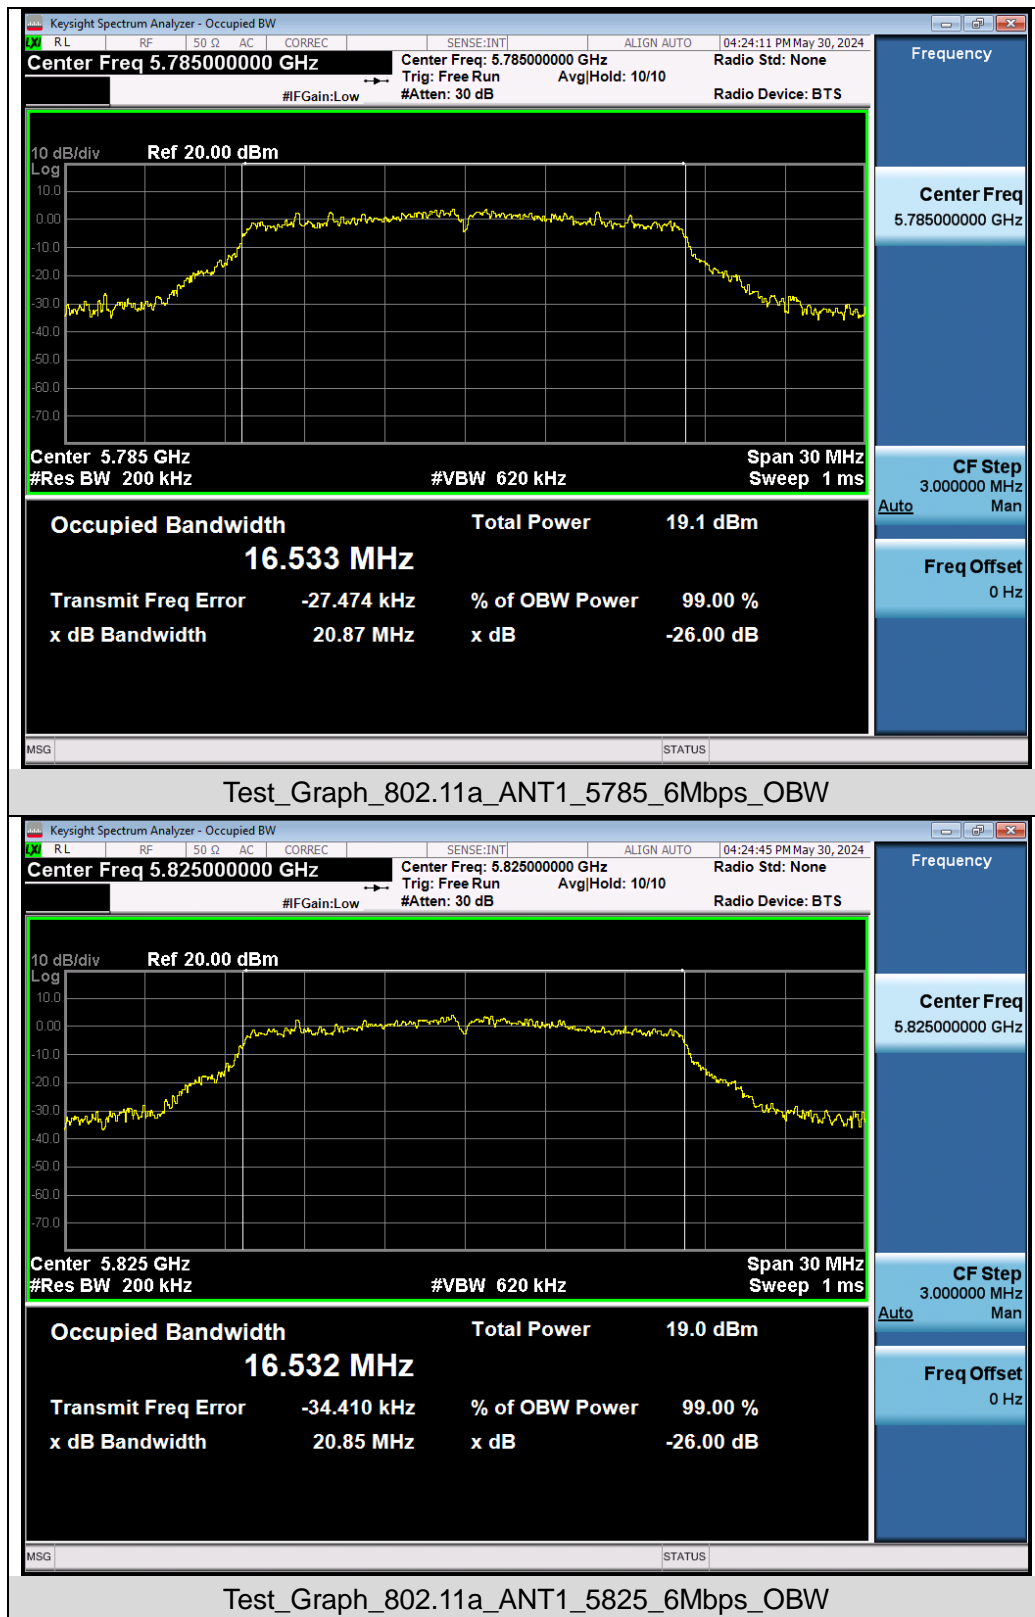 Keysight Spectrum Analyzer - Occupied BW
LXI RL RF 50 Ω AC CORREC SENSE:INT ALIGN AUTO 04:24:11 PM May 30, 2024
Center Freq 5.785000000 GHz Center Freq: 5.785000000 GHz Radio Std: None
Trig: Free Run Avg|Hold: 10/10
#IFGain:Low #Atten: 30 dB Radio Device: BTS
10 dB/div Ref 20.00 dBm
Log
10.0
0.00
-10.0
-20.0
-30.0
-40.0
-50.0
-60.0
-70.0
Center 5.785 GHz Span 30 MHz
#Res BW 200 kHz #VBW 620 kHz Sweep 1 ms
Occupied Bandwidth Total Power 19.1 dBm
16.533 MHz
Transmit Freq Error -27.474 kHz % of OBW Power 99.00 %
x dB Bandwidth 20.87 MHz x dB -26.00 dB
Frequency
Center Freq
5.785000000 GHz
CF Step
3.000000 MHz
Auto Man
Freq Offset
0 Hz
MSG STATUS
Test_Graph_802.11a_ANT1_5785_6Mbps_OBW
Keysight Spectrum Analyzer - Occupied BW
LXI RL RF 50 Ω AC CORREC SENSE:INT ALIGN AUTO 04:24:45 PM May 30, 2024
Center Freq 5.825000000 GHz Center Freq: 5.825000000 GHz Radio Std: None
Trig: Free Run Avg|Hold: 10/10
#IFGain:Low #Atten: 30 dB Radio Device: BTS
10 dB/div Ref 20.00 dBm
Log
10.0
0.00
-10.0
-20.0
-30.0
-40.0
-50.0
-60.0
-70.0
Center 5.825 GHz Span 30 MHz
#Res BW 200 kHz #VBW 620 kHz Sweep 1 ms
Occupied Bandwidth Total Power 19.0 dBm
16.532 MHz
Transmit Freq Error -34.410 kHz % of OBW Power 99.00 %
x dB Bandwidth 20.85 MHz x dB -26.00 dB
Frequency
Center Freq
5.825000000 GHz
CF Step
3.000000 MHz
Auto Man
Freq Offset
0 Hz
MSG STATUS
Test_Graph_802.11a_ANT1_5825_6Mbps_OBW